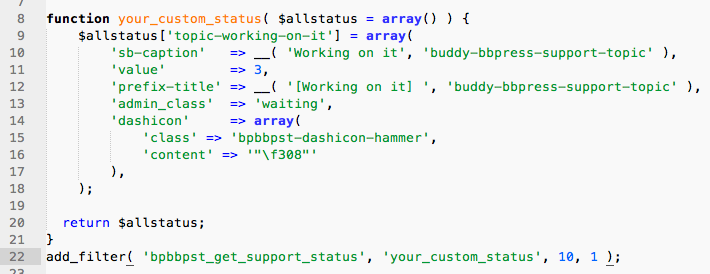 7
8 function your_custom_status( $allstatus = array() ) {
9 $allstatus['topic-working-on-it'] = array(
10 'sb-caption' => __( 'Working on it', 'buddy-bbpress-support-topic' ),
11 'value' => 3,
12 'prefix-title' => __( '[Working on it] ', 'buddy-bbpress-support-topic' ),
13 'admin_class' => 'waiting',
14 'dashicon' => array(
15 'class' => 'bpbbpst-dashicon-hammer',
16 'content' => '"\f308"'
17 ),
18 );
19
20 return $allstatus;
21 }
22 add_filter( 'bpbbpst_get_support_status', 'your_custom_status', 10, 1 );
23